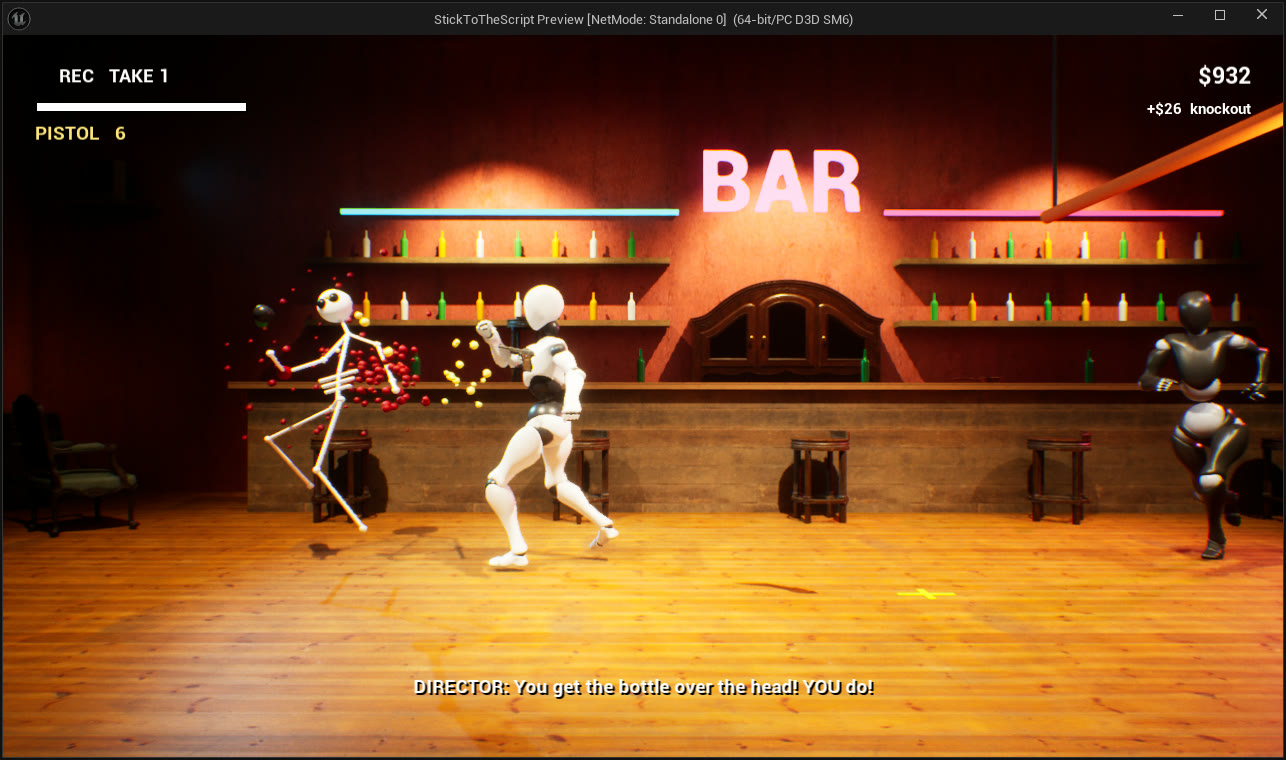 StickToTheScript Preview [NetMode: Standalone 0] (64-bit/PC D3D SM6)
REC TAKE 1
$932
+$26 knockout
PISTOL 6
BAR
DIRECTOR: You get the bottle over the head! YOU do!